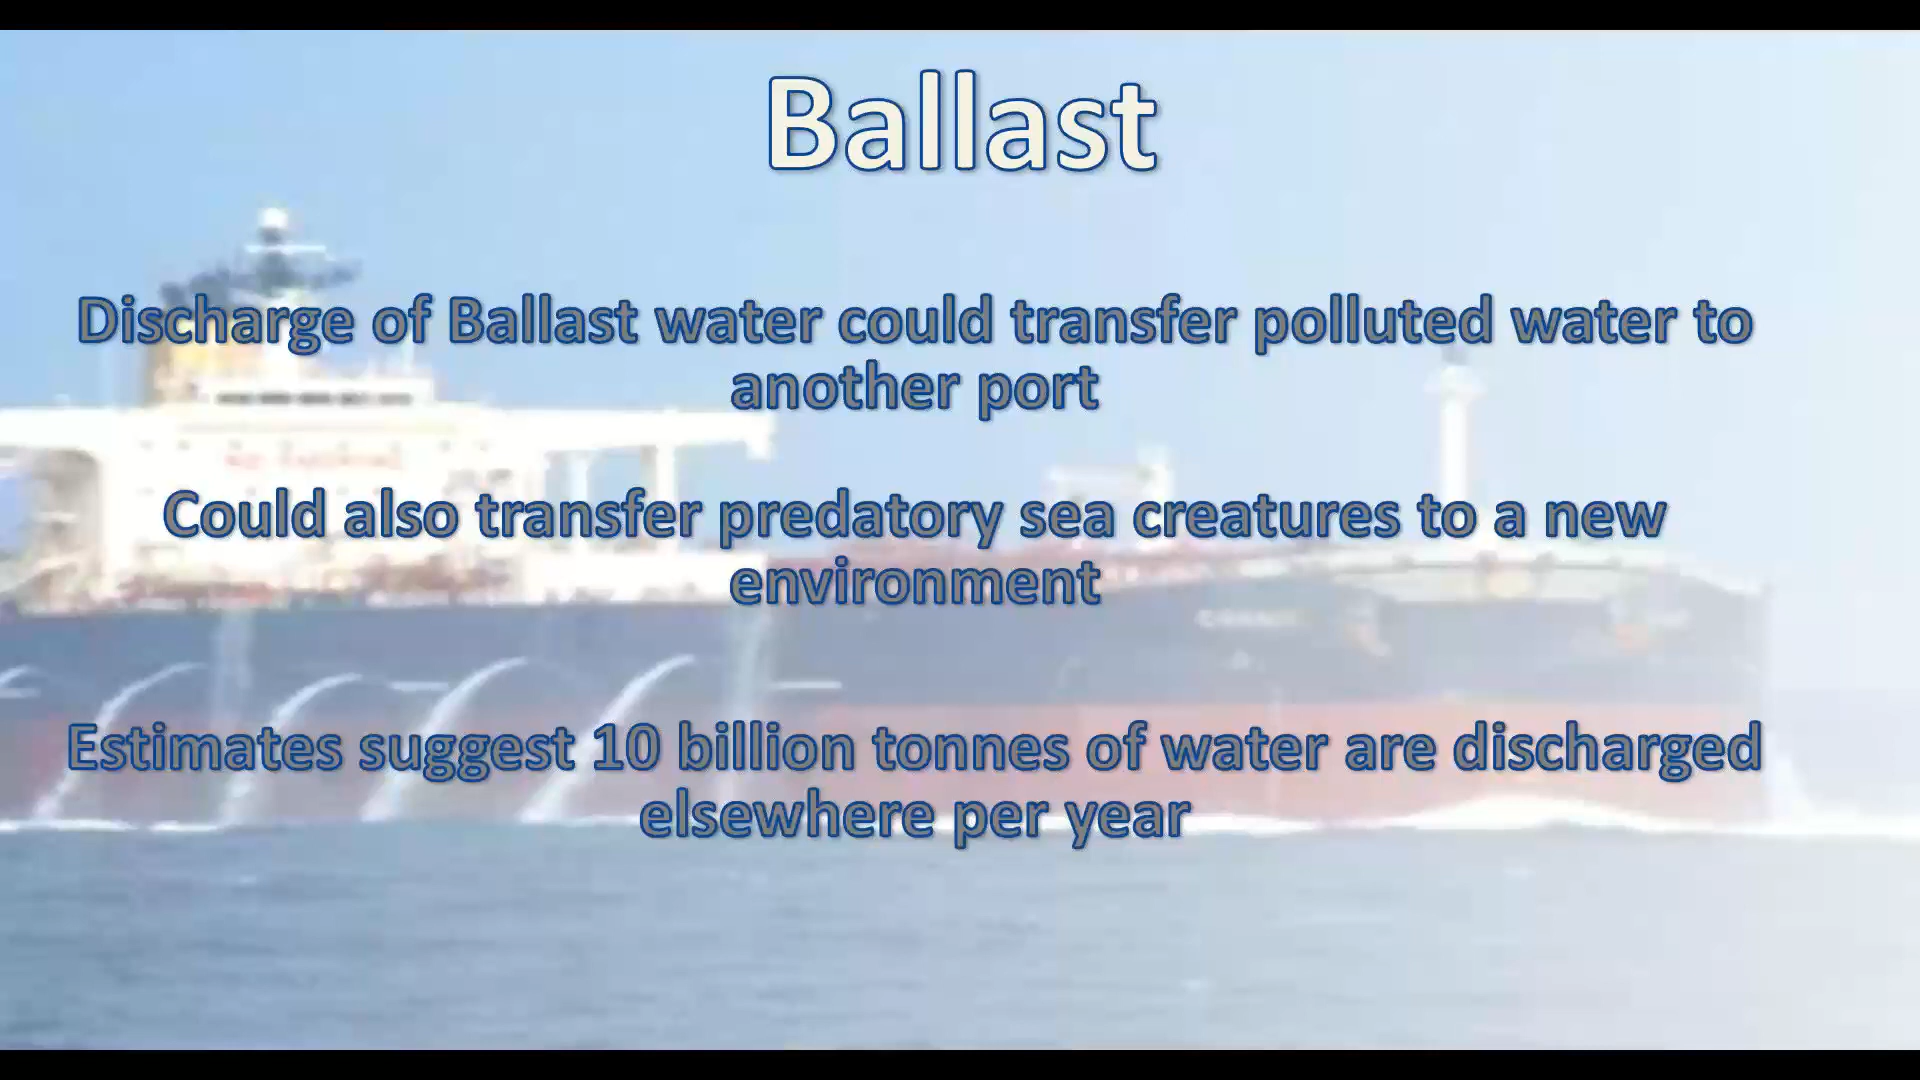 Ballast
Discharge of Ballast water could transfer polluted water to
another port
Could also transfer predatory sea creatures to a new
environment
Estimates suggest 10 billion tonnes of water are discharged
elsewhere per year